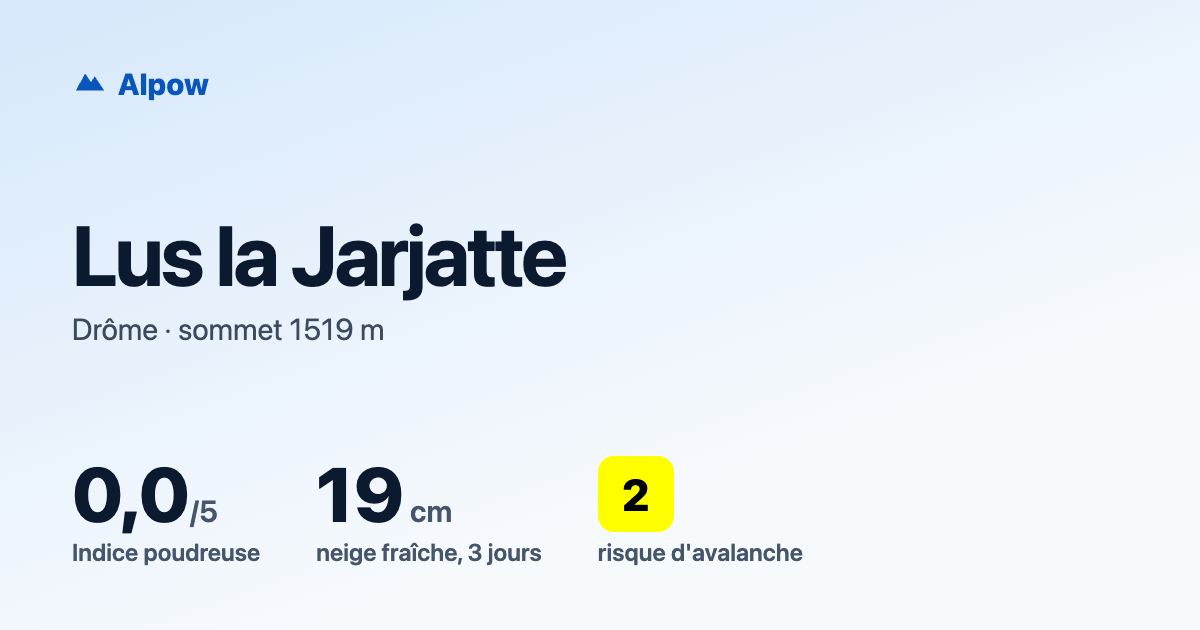 Alpow
Lus la Jarjatte
Drôme · sommet 1519 m
0,0/5
Indice poudreuse
19 cm
neige fraîche, 3 jours
2
risque d'avalanche